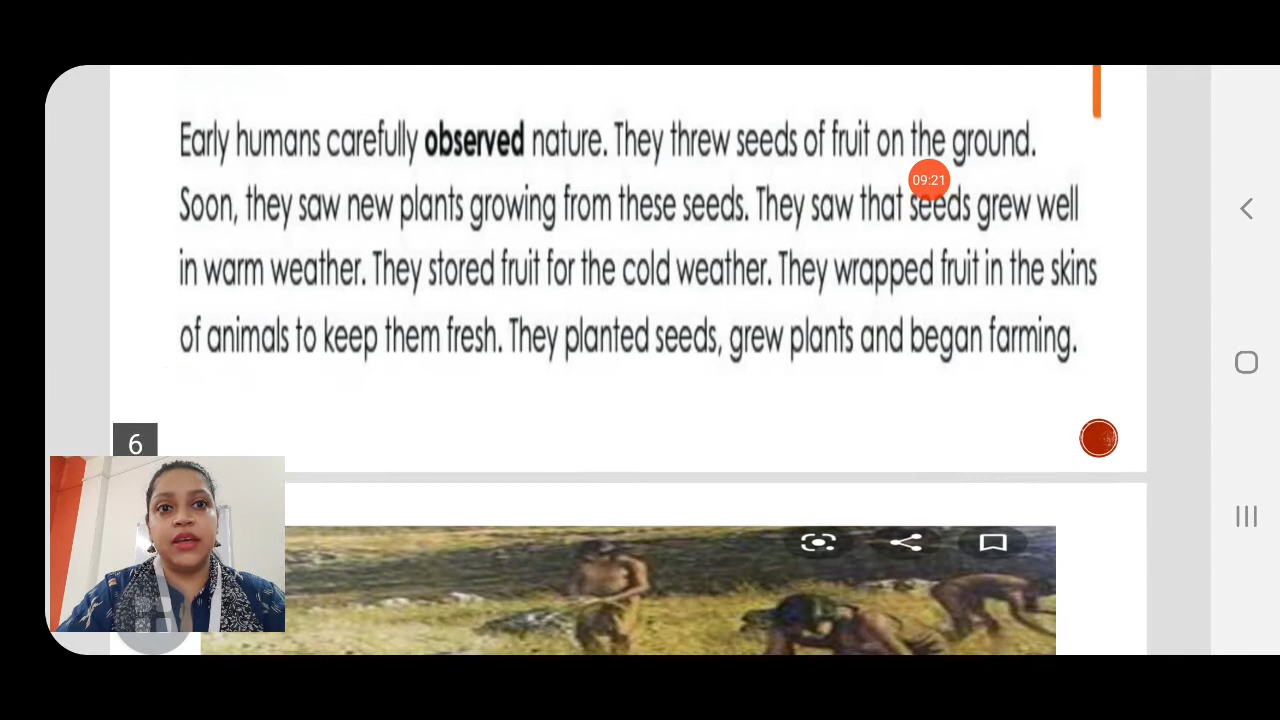 Early humans carefully observed nature. They threw seeds of fruit on the ground.
09:21
Soon, they saw new plants growing from these seeds. They saw that seeds grew well
in warm weather. They stored fruit for the cold weather. They wrapped fruit in the skins
of animals to keep them fresh. They planted seeds, grew plants and began farming.
6